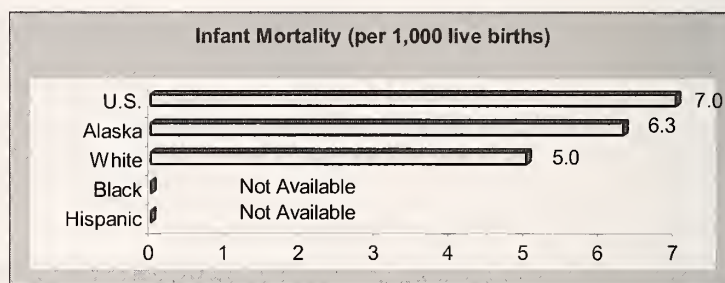 Infant Mortality (per 1,000 live births)
U.S. 7.0
Alaska 6.3
White 5.0
Black Not Available
Hispanic Not Available
0 1 2 3 4 5 6 7